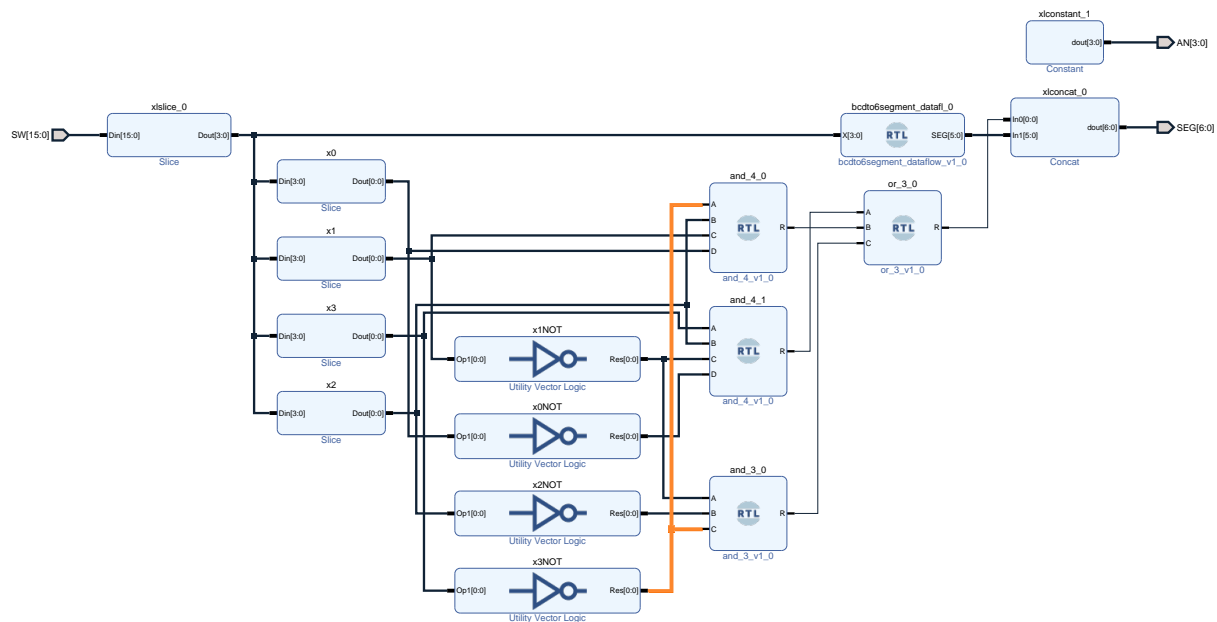 xlconstant_1
dout[3:0]
AN[3:0]
Constant
xlslice_0
SW[15:0]
Din[15:0]
Dout[3:0]
Slice
bcdto6segment_datafl_0
X[3:0]
RTL
SEG[5:0]
bcdto6segment_dataflow_v1_0
xlconcat_0
In0[0:0]
In1[5:0]
dout[6:0]
SEG[6:0]
Concat
x0
Din[3:0]
Dout[0:0]
Slice
x1
Din[3:0]
Dout[0:0]
Slice
x3
Din[3:0]
Dout[0:0]
Slice
x2
Din[3:0]
Dout[0:0]
Slice
and_4_0
A
B
C
D
RTL
R
and_4_v1_0
or_3_0
A
B
C
RTL
R
or_3_v1_0
and_4_1
A
B
C
D
RTL
R
and_4_v1_0
x1NOT
Op1[0:0]
Res[0:0]
Utility Vector Logic
x0NOT
Op1[0:0]
Res[0:0]
Utility Vector Logic
x2NOT
Op1[0:0]
Res[0:0]
Utility Vector Logic
x3NOT
Op1[0:0]
Res[0:0]
Utility Vector Logic
and_3_0
A
B
C
RTL
R
and_3_v1_0